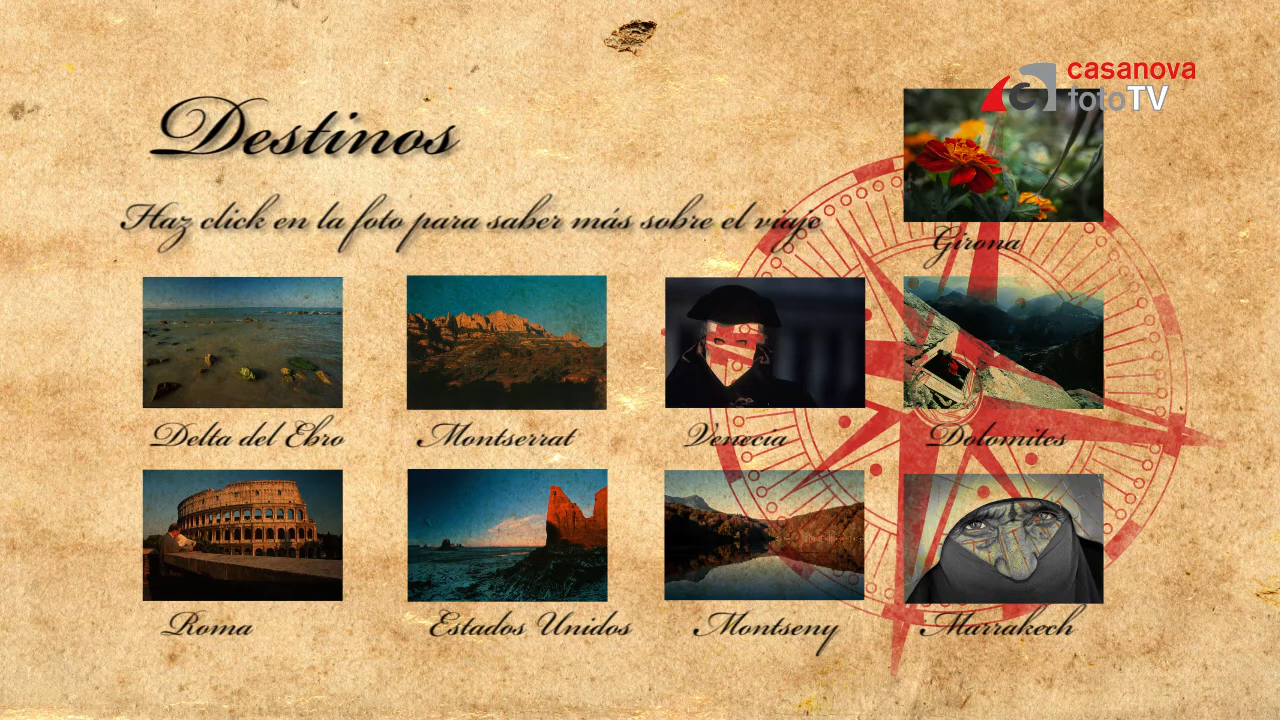 casanova
fotoTV
Destinos
Haz click en la foto para saber más sobre el viaje
Girona
Delta del Ebro
Montserrat
Venecia
Dolomites
Roma
Estados Unidos
Montseny
Marrakech